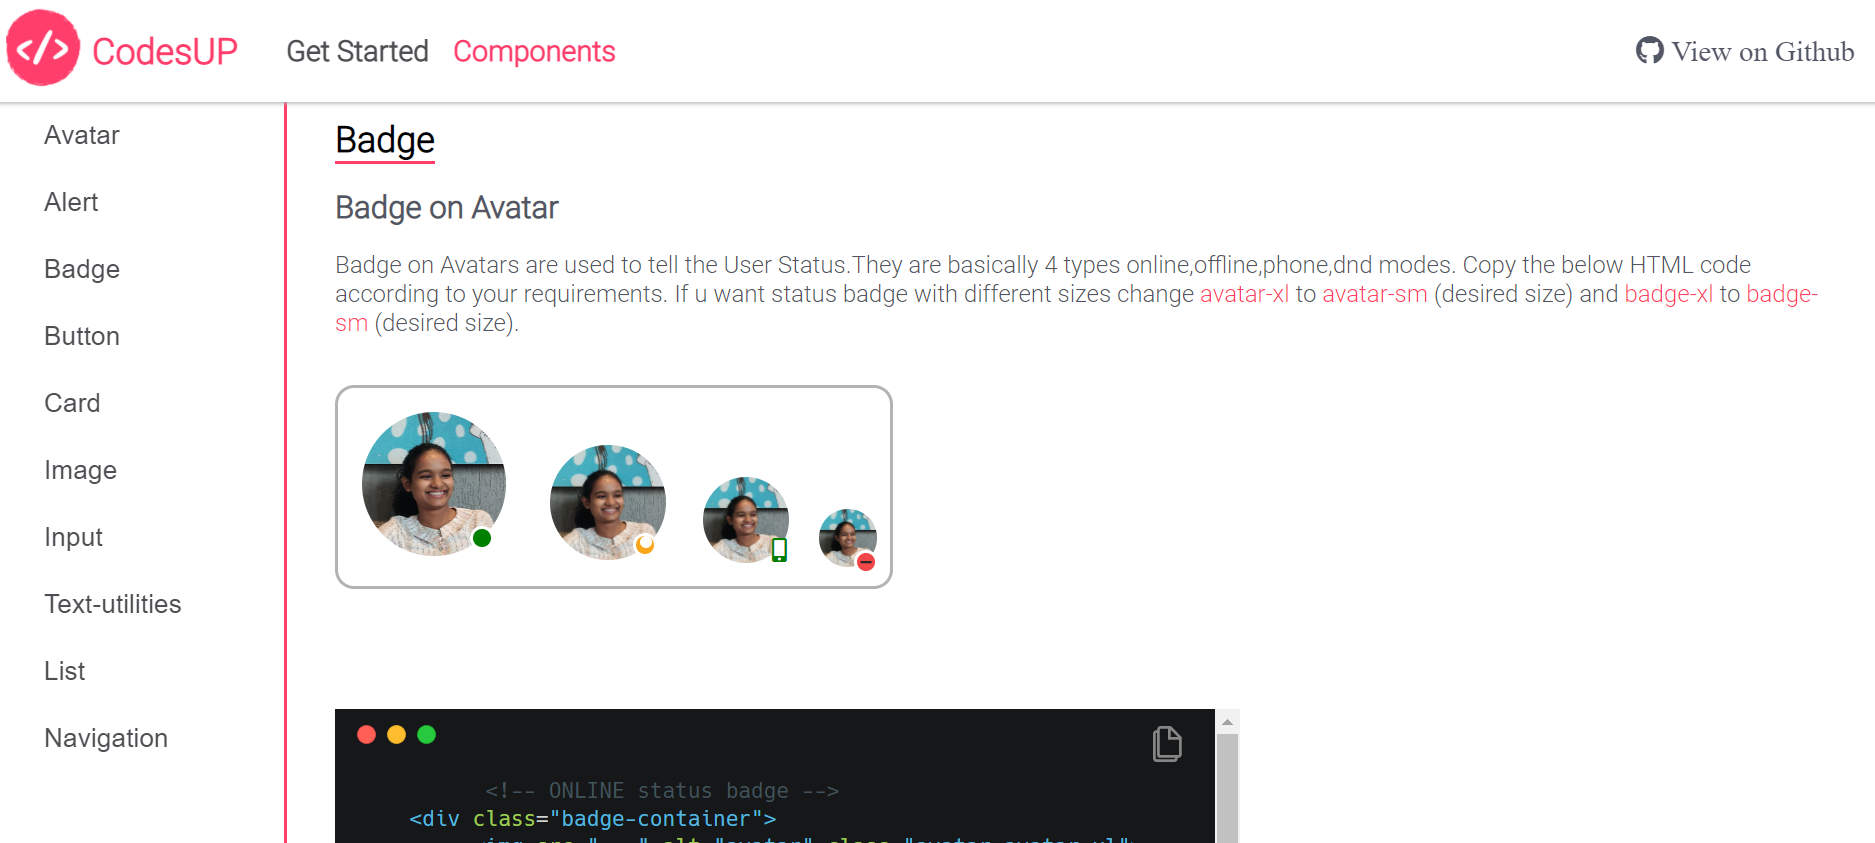 CodesUP
Get Started
Components
View on Github
Avatar
Alert
Badge
Button
Card
Image
Input
Text-utilities
List
Navigation
Badge
Badge on Avatar
Badge on Avatars are used to tell the User Status.They are basically 4 types online,offline,phone,dnd modes. Copy the below HTML code
according to your requirements. If u want status badge with different sizes change avatar-xl to avatar-sm (desired size) and badge-xl to badge-
sm (desired size).
<!-- ONLINE status badge -->
<div class="badge-container">